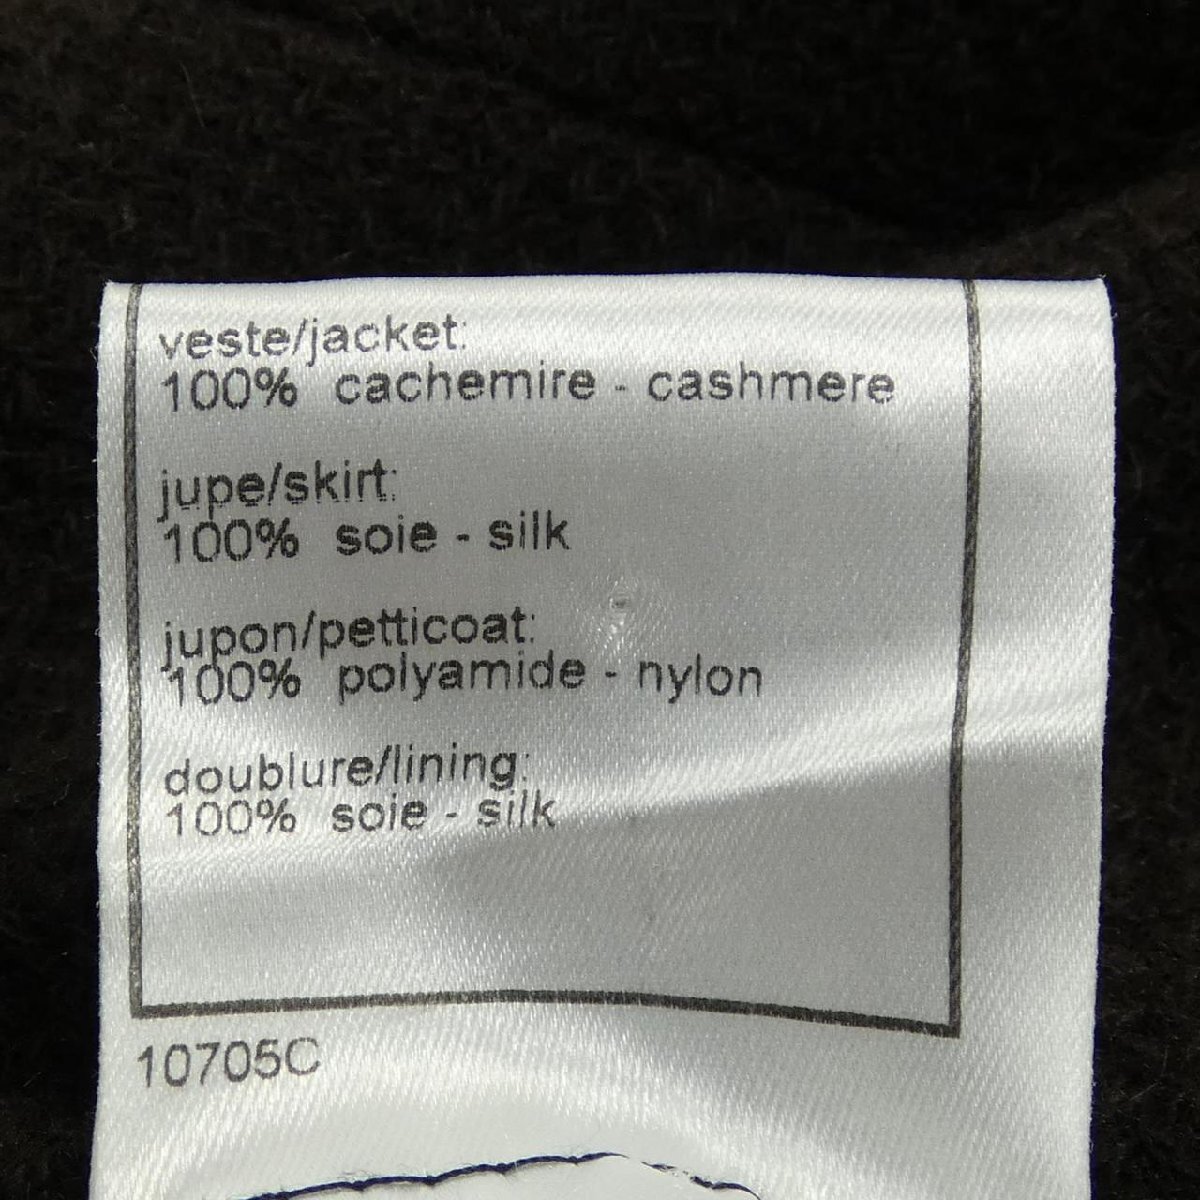 veste/jacket:
100% cachemire - cashmere
jupe/skirt:
100% soie - silk
jupon/petticoat:
100% polyamide - nylon
doublure/lining:
100% soie - silk
10705C